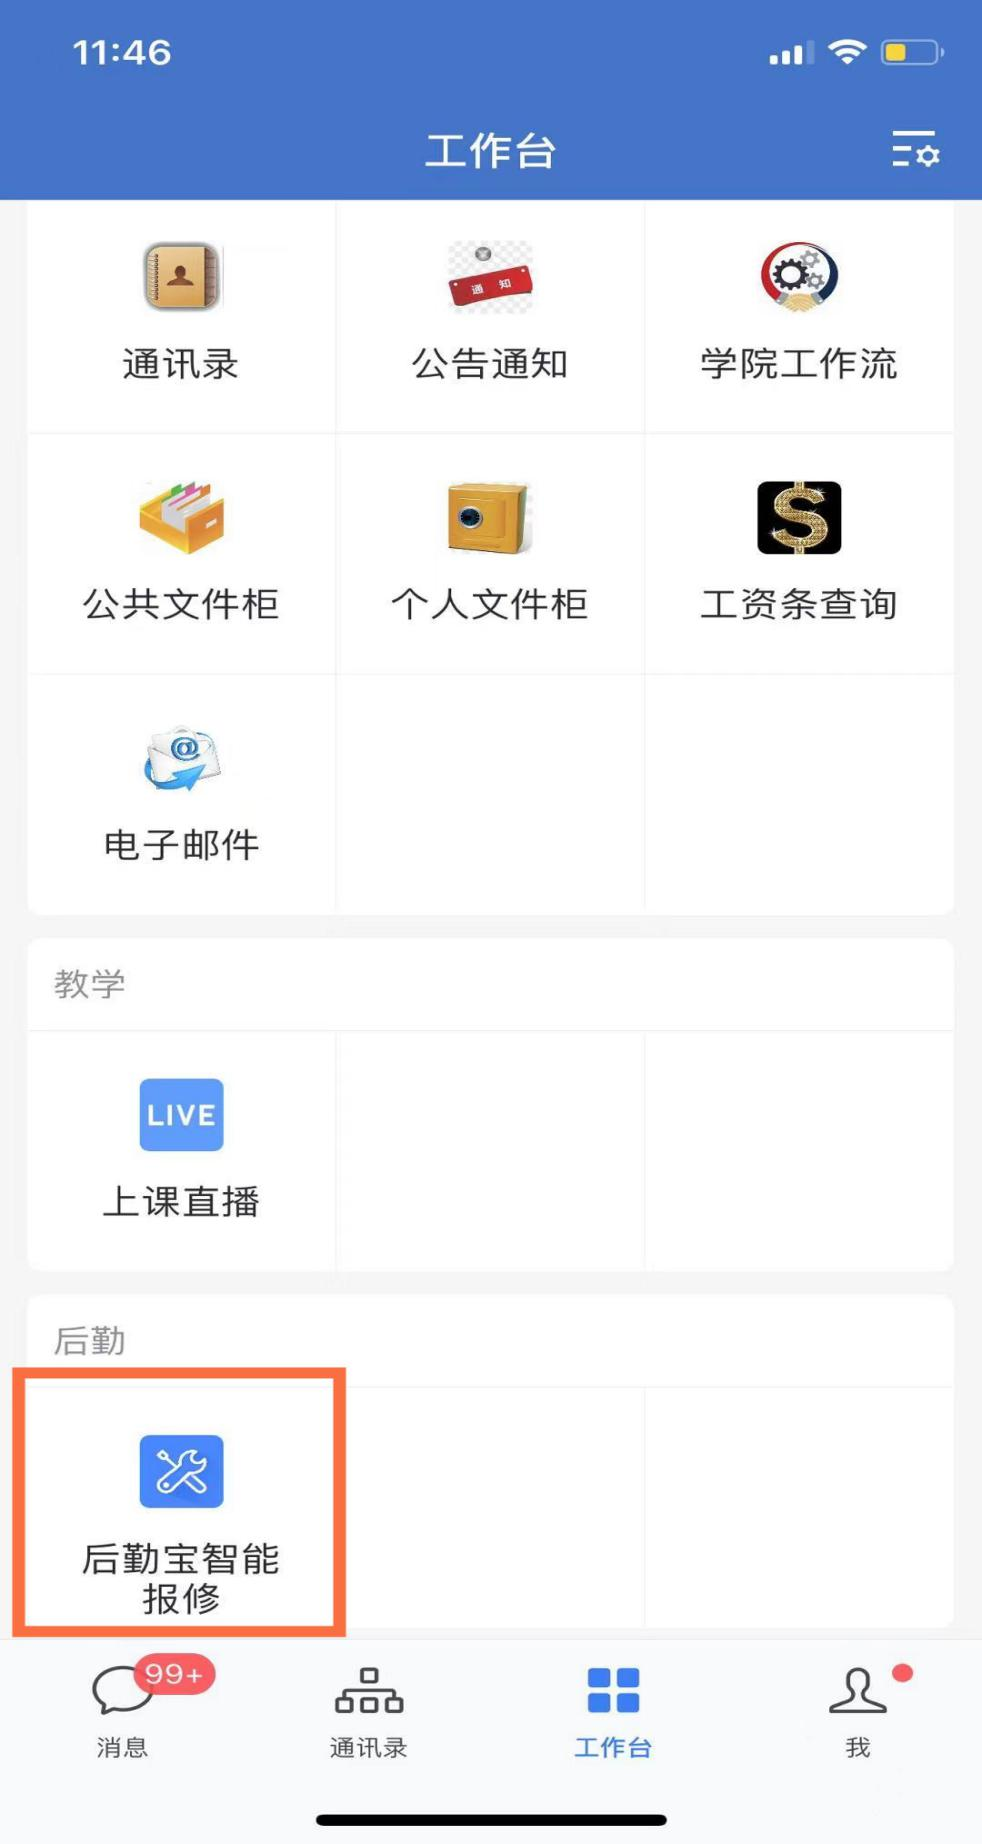 11:46
工作台
通知
通讯录
公告通知
学院工作流
公共文件柜
个人文件柜
工资条查询
电子邮件
教学
LIVE
上课直播
后勤
后勤宝智能
报修
99+
消息
通讯录
工作台
我